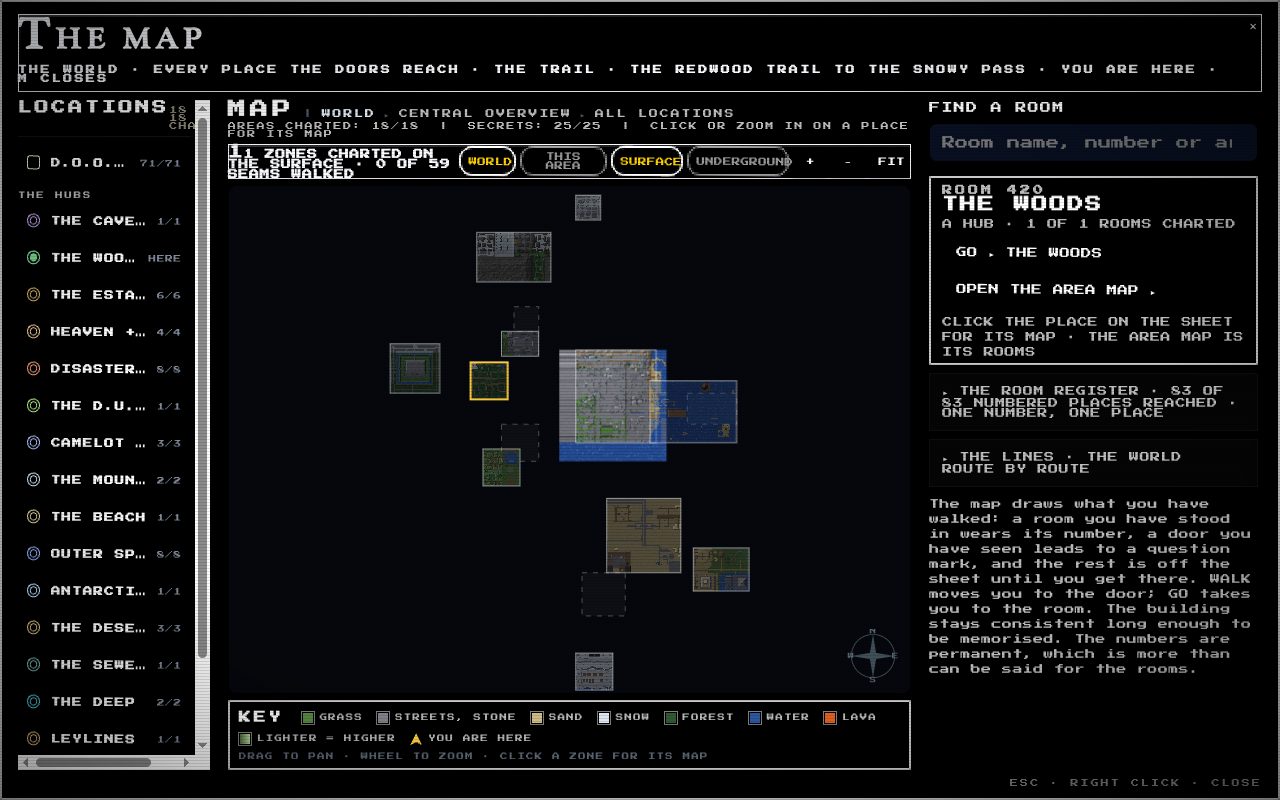 THE MAP
×
THE WORLD · EVERY PLACE THE DOORS REACH · THE TRAIL · THE REDWOOD TRAIL TO THE SNOWY PASS · YOU ARE HERE ·
M CLOSES
LOCATIONS
18
18
CHA
D.O.O.… 71/71
THE HUBS
THE CAVE… 1/1
THE WOO… HERE
THE ESTA… 6/6
HEAVEN +… 4/4
DISASTER… 8/8
THE D.U.… 1/1
CAMELOT … 3/3
THE MOUN… 2/2
THE BEACH 1/1
OUTER SP… 8/8
ANTARCTI… 1/1
THE DESE… 3/3
THE SEWE… 1/1
THE DEEP 2/2
LEYLINES 1/1
MAP | WORLD . CENTRAL OVERVIEW . ALL LOCATIONS
AREAS CHARTED: 18/18 | SECRETS: 25/25 | CLICK OR ZOOM IN ON A PLACE
FOR ITS MAP
11 ZONES CHARTED ON
THE SURFACE · 0 OF 59
SEAMS WALKED
WORLD
THIS
AREA
SURFACE
UNDERGROUND
+
-
FIT
N
W
E
S
KEY
GRASS
STREETS, STONE
SAND
SNOW
FOREST
WATER
LAVA
LIGHTER = HIGHER
YOU ARE HERE
DRAG TO PAN · WHEEL TO ZOOM · CLICK A ZONE FOR ITS MAP
FIND A ROOM
Room name, number or a
ROOM 420
THE WOODS
A HUB · 1 OF 1 ROOMS CHARTED
GO . THE WOODS
OPEN THE AREA MAP .
CLICK THE PLACE ON THE SHEET
FOR ITS MAP · THE AREA MAP IS
ITS ROOMS
. THE ROOM REGISTER · 83 OF
83 NUMBERED PLACES REACHED ·
ONE NUMBER, ONE PLACE
. THE LINES · THE WORLD
ROUTE BY ROUTE
The map draws what you have
walked: a room you have stood
in wears its number, a door you
have seen leads to a question
mark, and the rest is off the
sheet until you get there. WALK
moves you to the door; GO takes
you to the room. The building
stays consistent long enough to
be memorised. The numbers are
permanent, which is more than
can be said for the rooms.
ESC · RIGHT CLICK · CLOSE